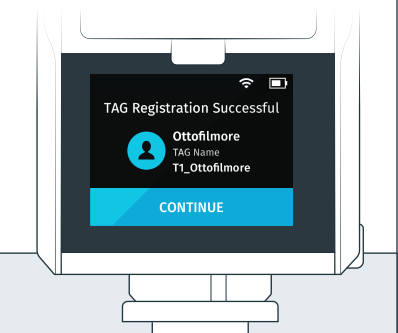 TAG Registration Successful
Ottofilmore
TAG Name
T1_Ottofilmore
CONTINUE